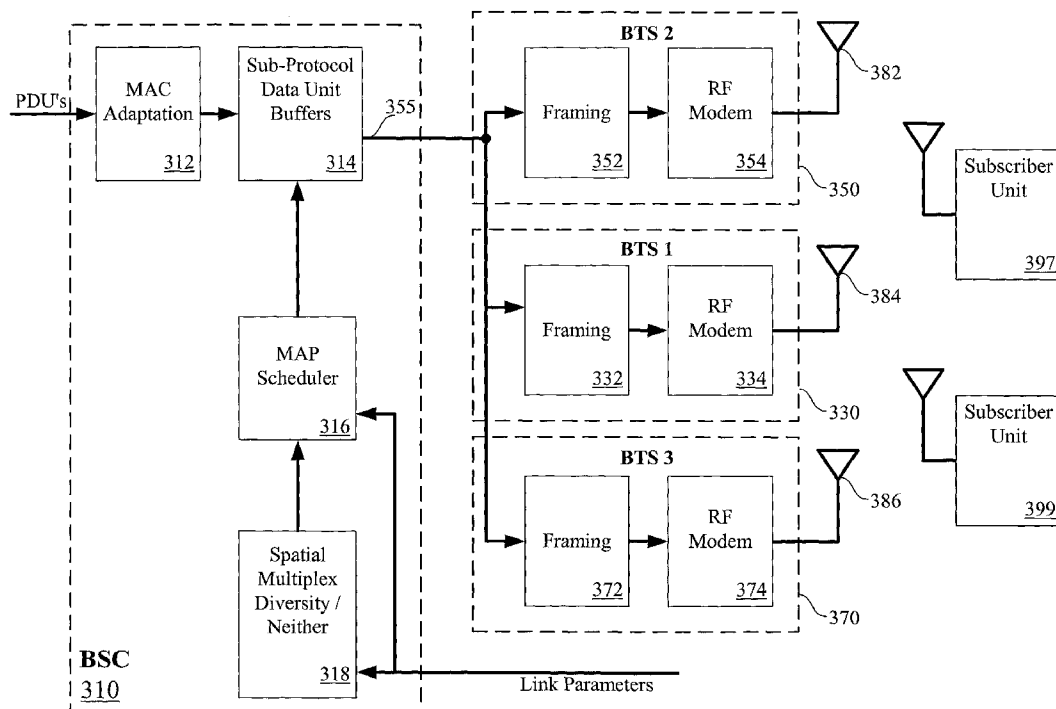 PDU's
MAC
Adaptation
312
Sub-Protocol
Data Unit
Buffers
314
355
MAP
Scheduler
316
Spatial
Multiplex
Diversity /
Neither
318
BSC
310
Link Parameters
BTS 2
Framing
352
RF
Modem
354
350
382
BTS 1
Framing
332
RF
Modem
334
330
384
BTS 3
Framing
372
RF
Modem
374
370
386
Subscriber
Unit
397
Subscriber
Unit
399